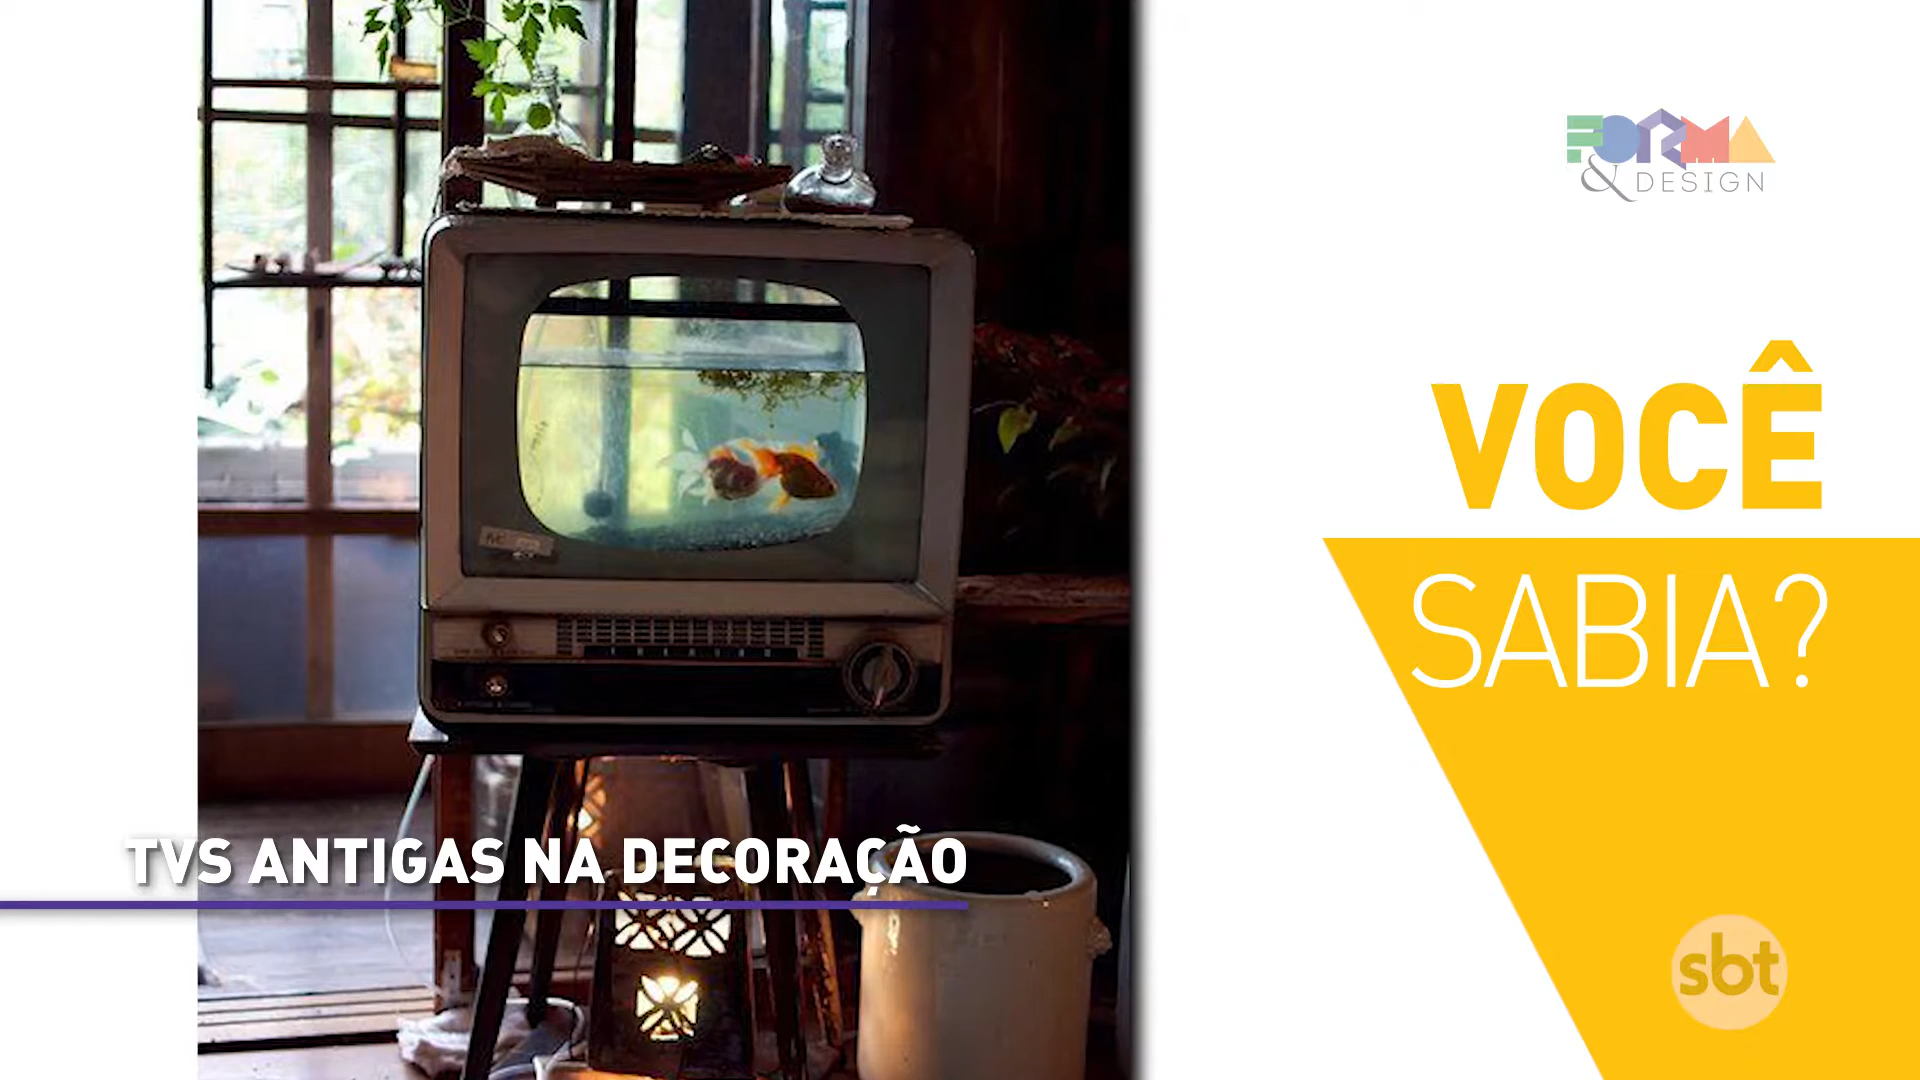 FORMA
& DESIGN
VOCÊ
SABIA?
TVS ANTIGAS NA DECORAÇÃO
sbt